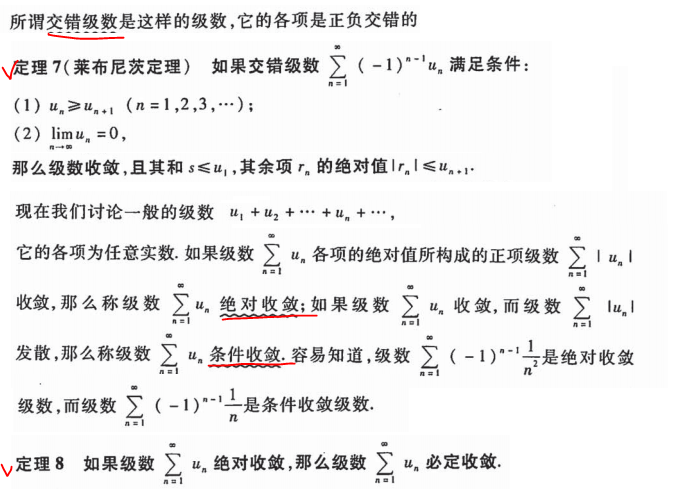 所谓交错级数是这样的级数,它的各项是正负交错的
定理7(莱布尼茨定理) 如果交错级数 $\sum_{n=1}^{\infty} (-1)^{n-1} u_n$ 满足条件:
(1) $u_n \geq u_{n+1}$ (n=1,2,3,⋯);
(2) $\lim_{n \to \infty} u_n = 0$,
那么级数收敛,且其和 $s \leq u_1$,其余项 $r_n$ 的绝对值 $|r_n| \leq u_{n+1}$.
现在我们讨论一般的级数 $u_1 + u_2 + \cdots + u_n + \cdots$,
它的各项为任意实数.如果级数 $\sum_{n=1}^{\infty} u_n$ 各项的绝对值所构成的正项级数 $\sum_{n=1}^{\infty} |u_n|$
收敛,那么称级数 $\sum_{n=1}^{\infty} u_n$ 绝对收敛;如果级数 $\sum_{n=1}^{\infty} u_n$ 收敛,而级数 $\sum_{n=1}^{\infty} |u_n|$
发散,那么称级数 $\sum_{n=1}^{\infty} u_n$ 条件收敛.容易知道,级数 $\sum_{n=1}^{\infty} (-1)^{n-1} \frac{1}{n^2}$ 是绝对收敛
级数,而级数 $\sum_{n=1}^{\infty} (-1)^{n-1} \frac{1}{n}$ 是条件收敛级数.
定理8 如果级数 $\sum_{n=1}^{\infty} u_n$ 绝对收敛,那么级数 $\sum_{n=1}^{\infty} u_n$ 必定收敛.